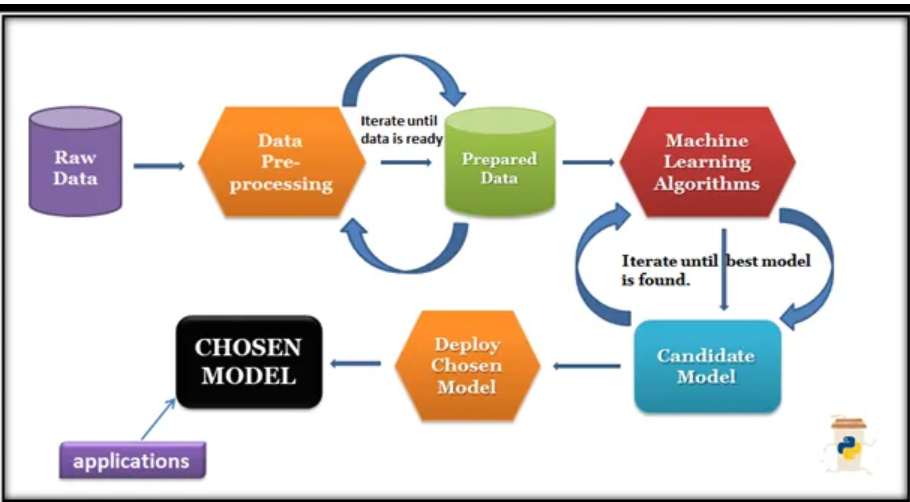 Raw
Data
Data
Pre-
processing
Iterate until
data is ready
Prepared
Data
Machine
Learning
Algorithms
Iterate until best model
is found.
Candidate
Model
Deploy
Chosen
Model
CHOSEN
MODEL
applications